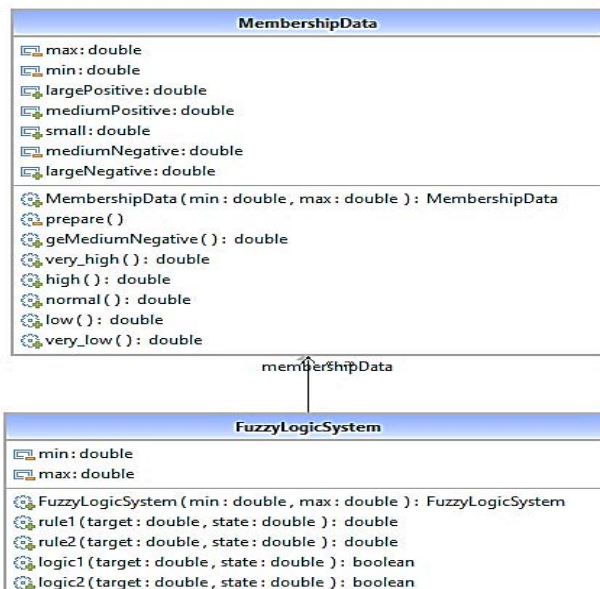 MembershipData
max : double
min : double
largePositive : double
mediumPositive : double
small : double
mediumNegative : double
largeNegative : double
MembershipData ( min : double , max : double ) : MembershipData
prepare ( )
geMediumNegative ( ) : double
very_high ( ) : double
high ( ) : double
normal ( ) : double
low ( ) : double
very_low ( ) : double
membershipData
FuzzyLogicSystem
min : double
max : double
FuzzyLogicSystem ( min : double , max : double ) : FuzzyLogicSystem
rule1 ( target : double , state : double ) : double
rule2 ( target : double , state : double ) : double
logic1 ( target : double , state : double ) : boolean
logic2 ( target : double , state : double ) : boolean